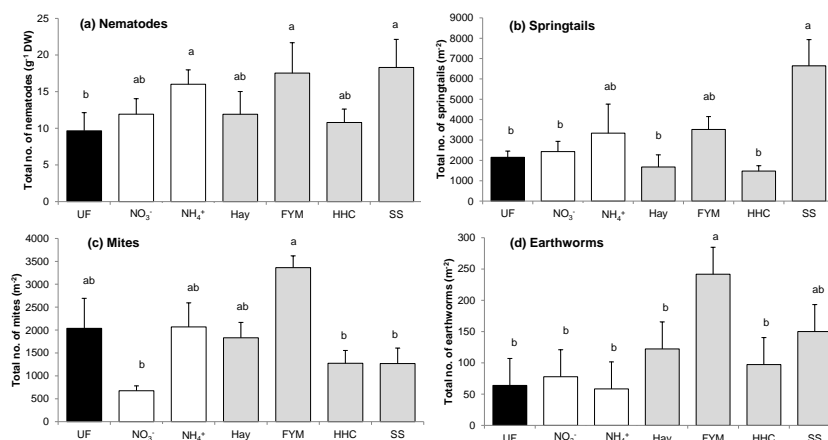 (a) Nematodes
Total no. of nematodes (g⁻¹ DW)
25
20
15
10
5
0
b
ab
a
ab
a
ab
a
UF
NO₃⁻
NH₄⁺
Hay
FYM
HHC
SS
(b) Springtails
Total no. of springtails (m⁻²)
9000
8000
7000
6000
5000
4000
3000
2000
1000
0
b
b
ab
b
ab
b
a
UF
NO₃⁻
NH₄⁺
Hay
FYM
HHC
SS
(c) Mites
Total no. of mites (m⁻²)
4000
3500
3000
2500
2000
1500
1000
500
0
ab
b
ab
ab
a
b
b
UF
NO₃⁻
NH₄⁺
Hay
FYM
HHC
SS
(d) Earthworms
Total no. of earthworms (m⁻²)
300
250
200
150
100
50
0
b
b
b
b
a
b
ab
UF
Hay
FYM
HHC
SS